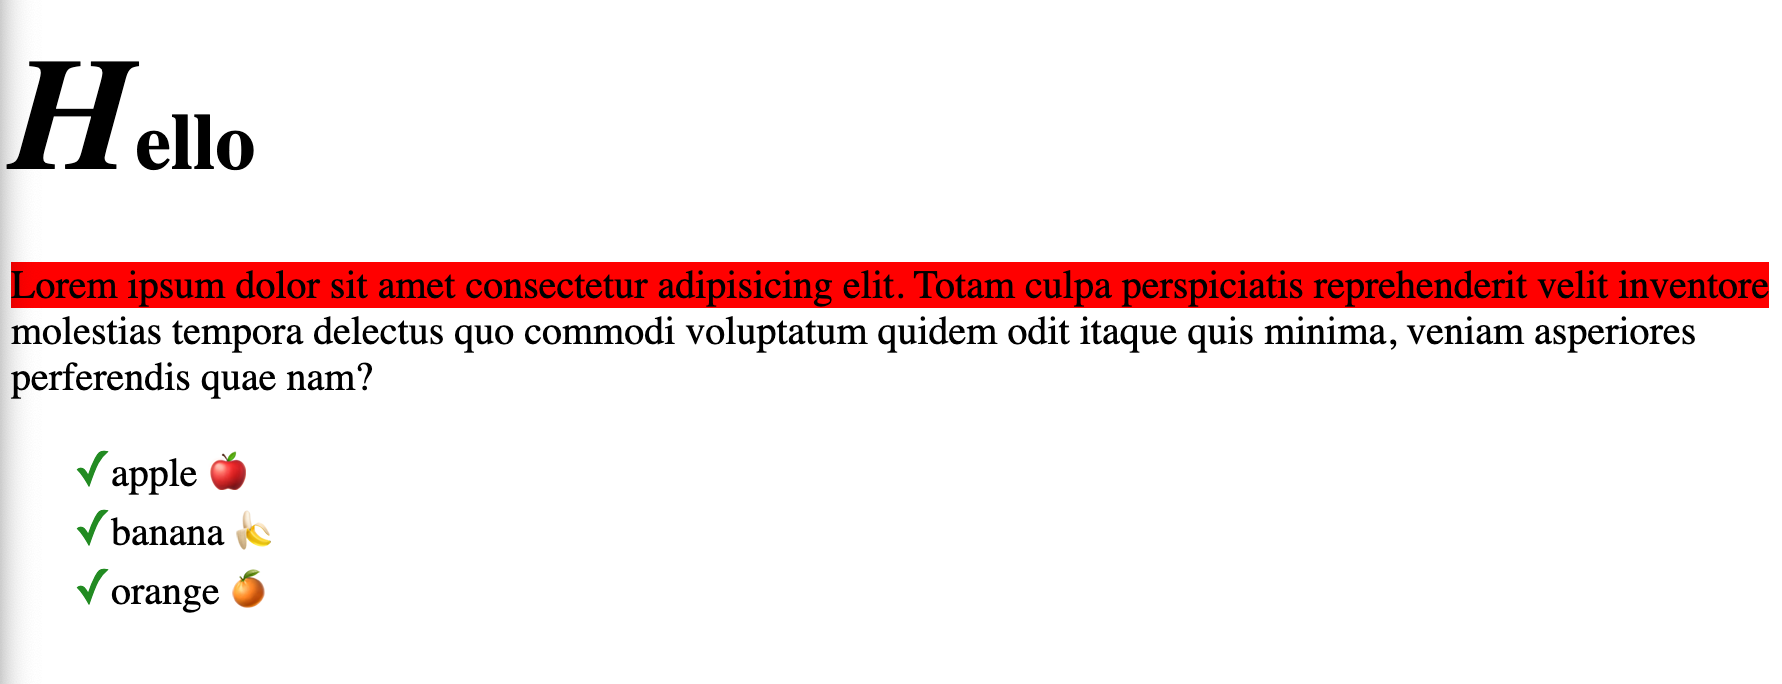 Hello
Lorem ipsum dolor sit amet consectetur adipisicing elit. Totam culpa perspiciatis reprehenderit velit inventore
molestias tempora delectus quo commodi voluptatum quidem odit itaque quis minima, veniam asperiores
perferendis quae nam?
✓apple 🍎
✓banana 🍌
✓orange 🍊